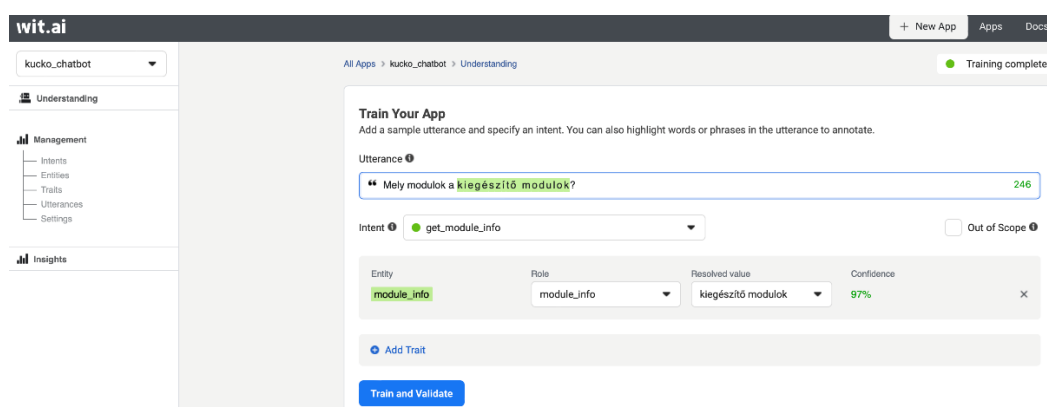 wit.ai
+ New App Apps Docs
kucko_chatbot
All Apps > kucko_chatbot > Understanding
Training complete
Understanding
Management
Intents
Entities
Traits
Utterances
Settings
Insights
Train Your App
Add a sample utterance and specify an intent. You can also highlight words or phrases in the utterance to annotate.
Utterance
❝ Mely modulok a kiegészítő modulok?
246
Intent
get_module_info
Out of Scope
Entity Role Resolved value Confidence
module_info module_info kiegészítő modulok 97% ×
Add Trait
Train and Validate